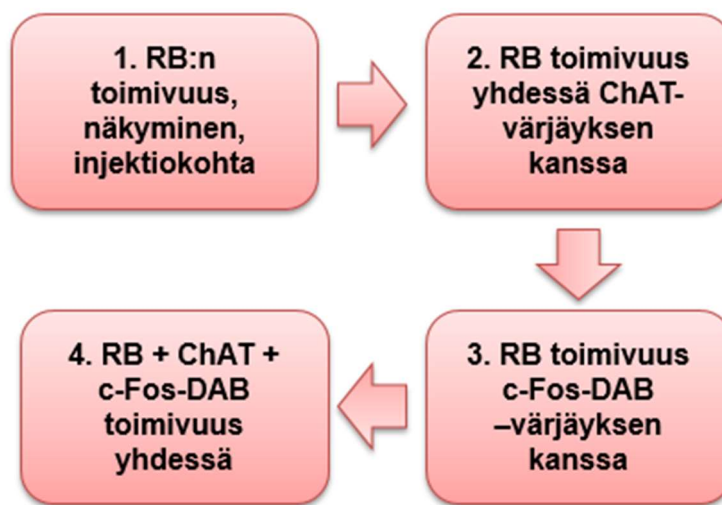 1. RB:n
toimivuus,
näkyminen,
injektiokohta
2. RB toimivuus
yhdessä ChAT-
värjäyksen
kanssa
3. RB toimivuus
c-Fos-DAB
–värjäyksen
kanssa
4. RB + ChAT +
c-Fos-DAB
toimivuus
yhdessä